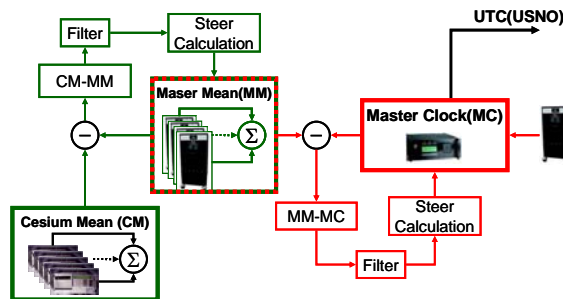 UTC(USNO)
Filter
Steer
Calculation
CM-MM
Maser Mean(MM)
Σ
−
−
Master Clock(MC)
Cesium Mean (CM)
Σ
MM-MC
Steer
Calculation
Filter